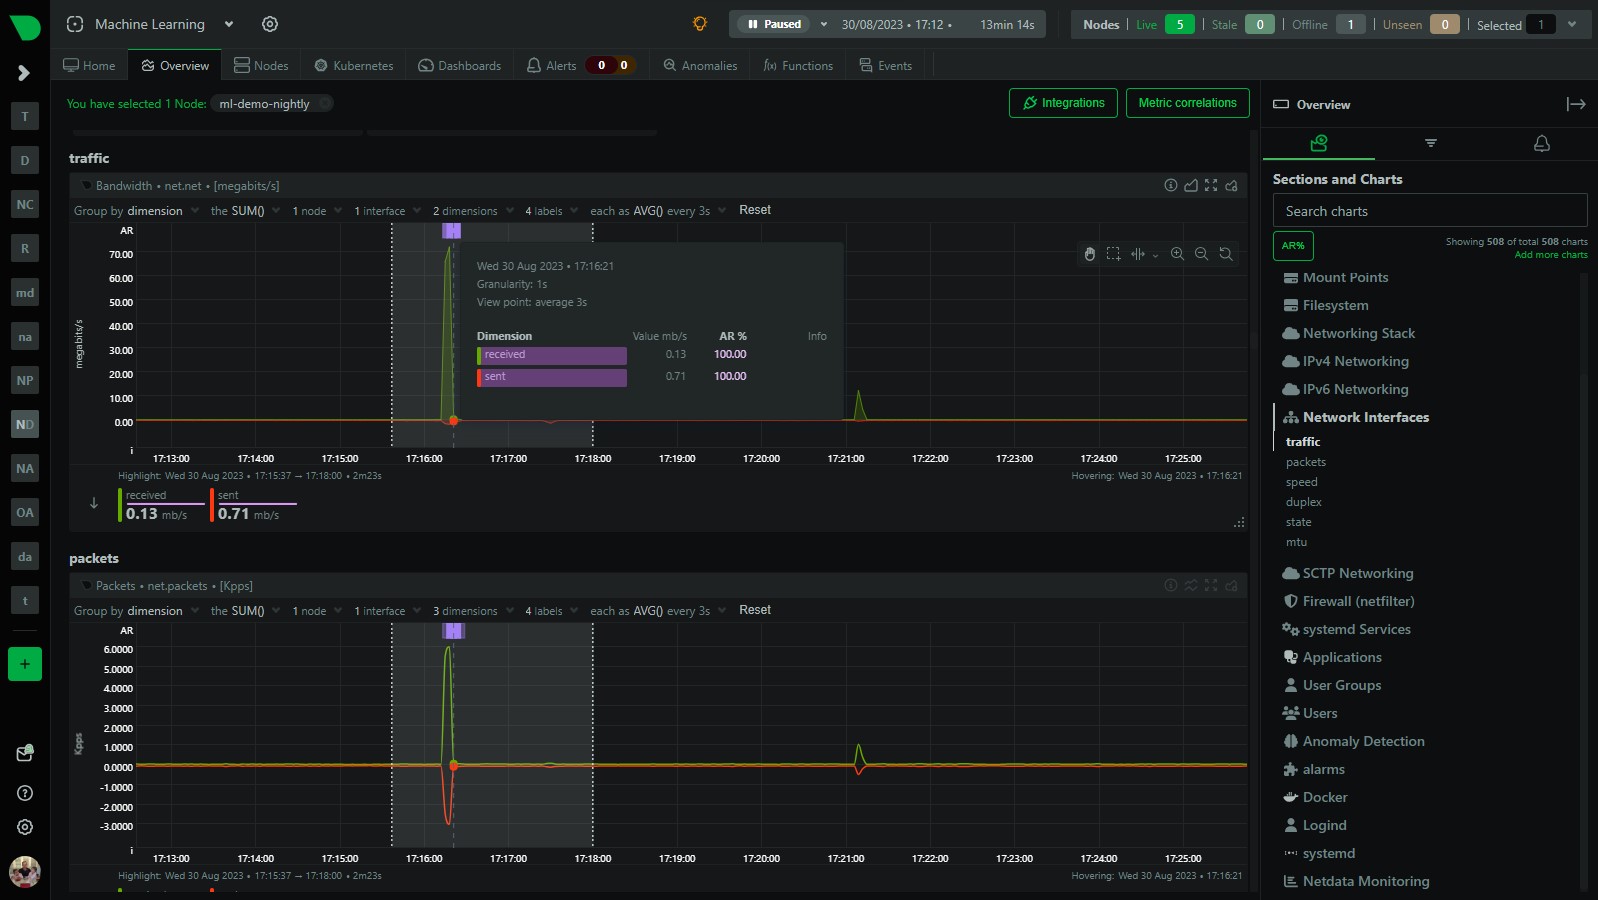 Machine Learning
Paused 30/08/2023 • 17:12 • 13min 14s
Nodes Live 5 Stale 0 Offline 1 Unseen 0 Selected 1
Home Overview Nodes Kubernetes Dashboards Alerts 0 0 Anomalies f(x) Functions Events
You have selected 1 Node: ml-demo-nightly
Integrations Metric correlations
T
D
NC
R
md
na
NP
ND
NA
OA
da
t
+
traffic
Bandwidth • net.net • [megabits/s]
Group by dimension the SUM() 1 node 1 interface 2 dimensions 4 labels each as AVG() every 3s Reset
AR
70.00
60.00
50.00
40.00
30.00
20.00
10.00
0.00
i
megabits/s
Wed 30 Aug 2023 • 17:16:21
Granularity: 1s
View point: average 3s
Dimension Value mb/s AR % Info
received 0.13 100.00
sent 0.71 100.00
17:13:00 17:14:00 17:15:00 17:16:00 17:17:00 17:18:00 17:19:00 17:20:00 17:21:00 17:22:00 17:23:00 17:24:00 17:25:00
Highlight: Wed 30 Aug 2023 • 17:15:37 → 17:18:00 • 2m23s
Hovering: Wed 30 Aug 2023 • 17:16:21
received sent
0.13 mb/s 0.71 mb/s
packets
Packets • net.packets • [Kpps]
Group by dimension the SUM() 1 node 1 interface 3 dimensions 4 labels each as AVG() every 3s Reset
AR
6.0000
5.0000
4.0000
3.0000
2.0000
1.0000
0.0000
-1.0000
-2.0000
-3.0000
i
Kpps
17:13:00 17:14:00 17:15:00 17:16:00 17:17:00 17:18:00 17:19:00 17:20:00 17:21:00 17:22:00 17:23:00 17:24:00 17:25:00
Highlight: Wed 30 Aug 2023 • 17:15:37 → 17:18:00 • 2m23s
Hovering: Wed 30 Aug 2023 • 17:16:21
Overview
Sections and Charts
Search charts
AR%
Showing 508 of total 508 charts
Add more charts
Mount Points
Filesystem
Networking Stack
IPv4 Networking
IPv6 Networking
Network Interfaces
traffic
packets
speed
duplex
state
mtu
SCTP Networking
Firewall (netfilter)
systemd Services
Applications
User Groups
Users
Anomaly Detection
alarms
Docker
Logind
systemd
Netdata Monitoring